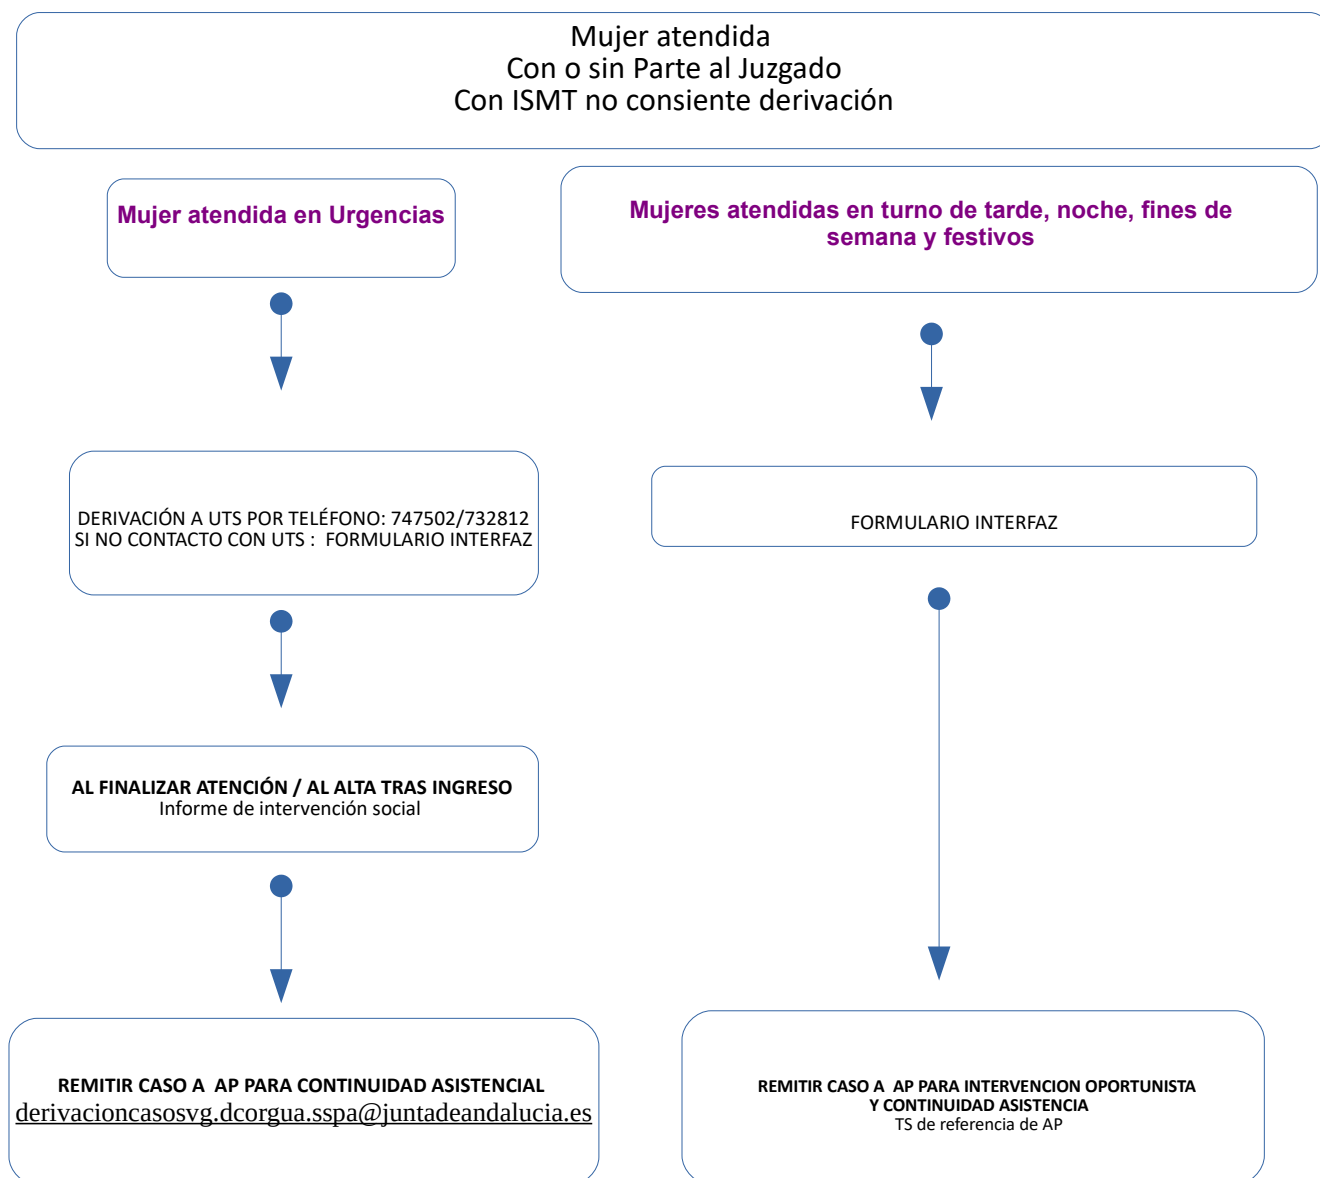 Mujer atendida
Con o sin Parte al Juzgado
Con ISMT no consiente derivación
Mujer atendida en Urgencias
Mujeres atendidas en turno de tarde, noche, fines de
semana y festivos
DERIVACIÓN A UTS POR TELÉFONO: 747502/732812
SI NO CONTACTO CON UTS : FORMULARIO INTERFAZ
FORMULARIO INTERFAZ
AL FINALIZAR ATENCIÓN / AL ALTA TRAS INGRESO
Informe de intervención social
REMITIR CASO A AP PARA CONTINUIDAD ASISTENCIAL
derivacioncasosvg.dcorgua.sspa@juntadeandalucia.es
REMITIR CASO A AP PARA INTERVENCION OPORTUNISTA
Y CONTINUIDAD ASISTENCIA
TS de referencia de AP